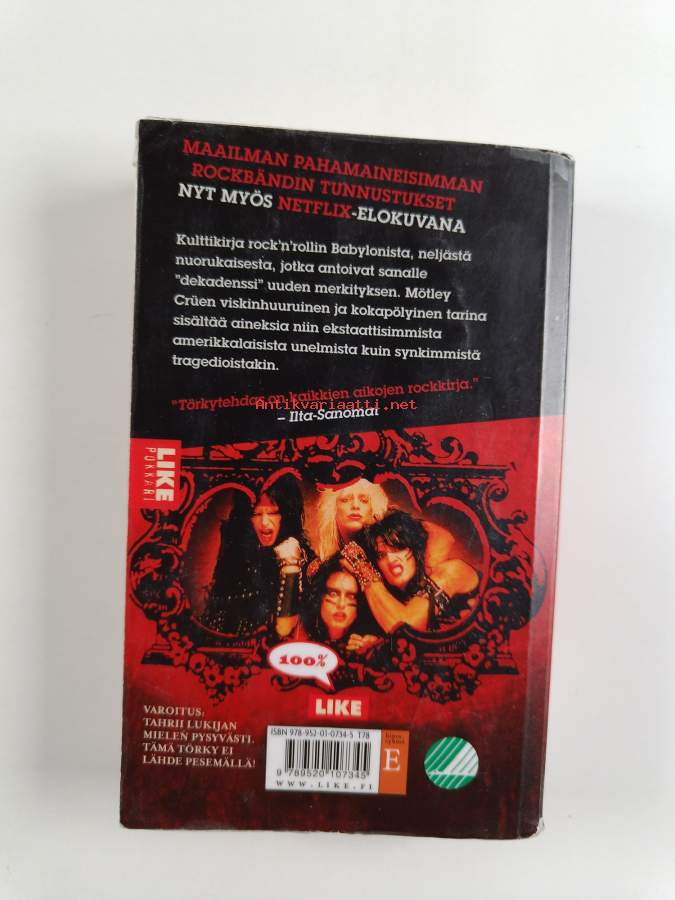 MAAILMAN PAHAMAINEISIMMAN
ROCKBÄNDIN TUNNUSTUKSET
NYT MYÖS NETFLIX-ELOKUVANA
Kulttikirja rock'n'rollin Babylonista, neljästä
nuorukaisesta, jotka antoivat sanalle
"dekadenssi" uuden merkityksen. Mötley
Crüen viskinhuuruinen ja kokapölyinen tarina
sisältää aineksia niin ekstaattisimmista
amerikkalaisista unelmista kuin synkimmistä
tragedioistakin.
"Törkytehdas on kaikkien aikojen rockkirja."
Antikvariaatti.net
– Ilta-Sanomat
LIKE
POKKARI
100%
LIKE
VAROITUS:
TAHRII LUKIJAN
MIELEN PYSYVÄSTI.
TÄMÄ TÖRKY EI
LÄHDE PESEMÄLLÄ!
ISBN 978-952-01-0734-5 T78
9 789520 107345
WWW.LIKE.FI
E